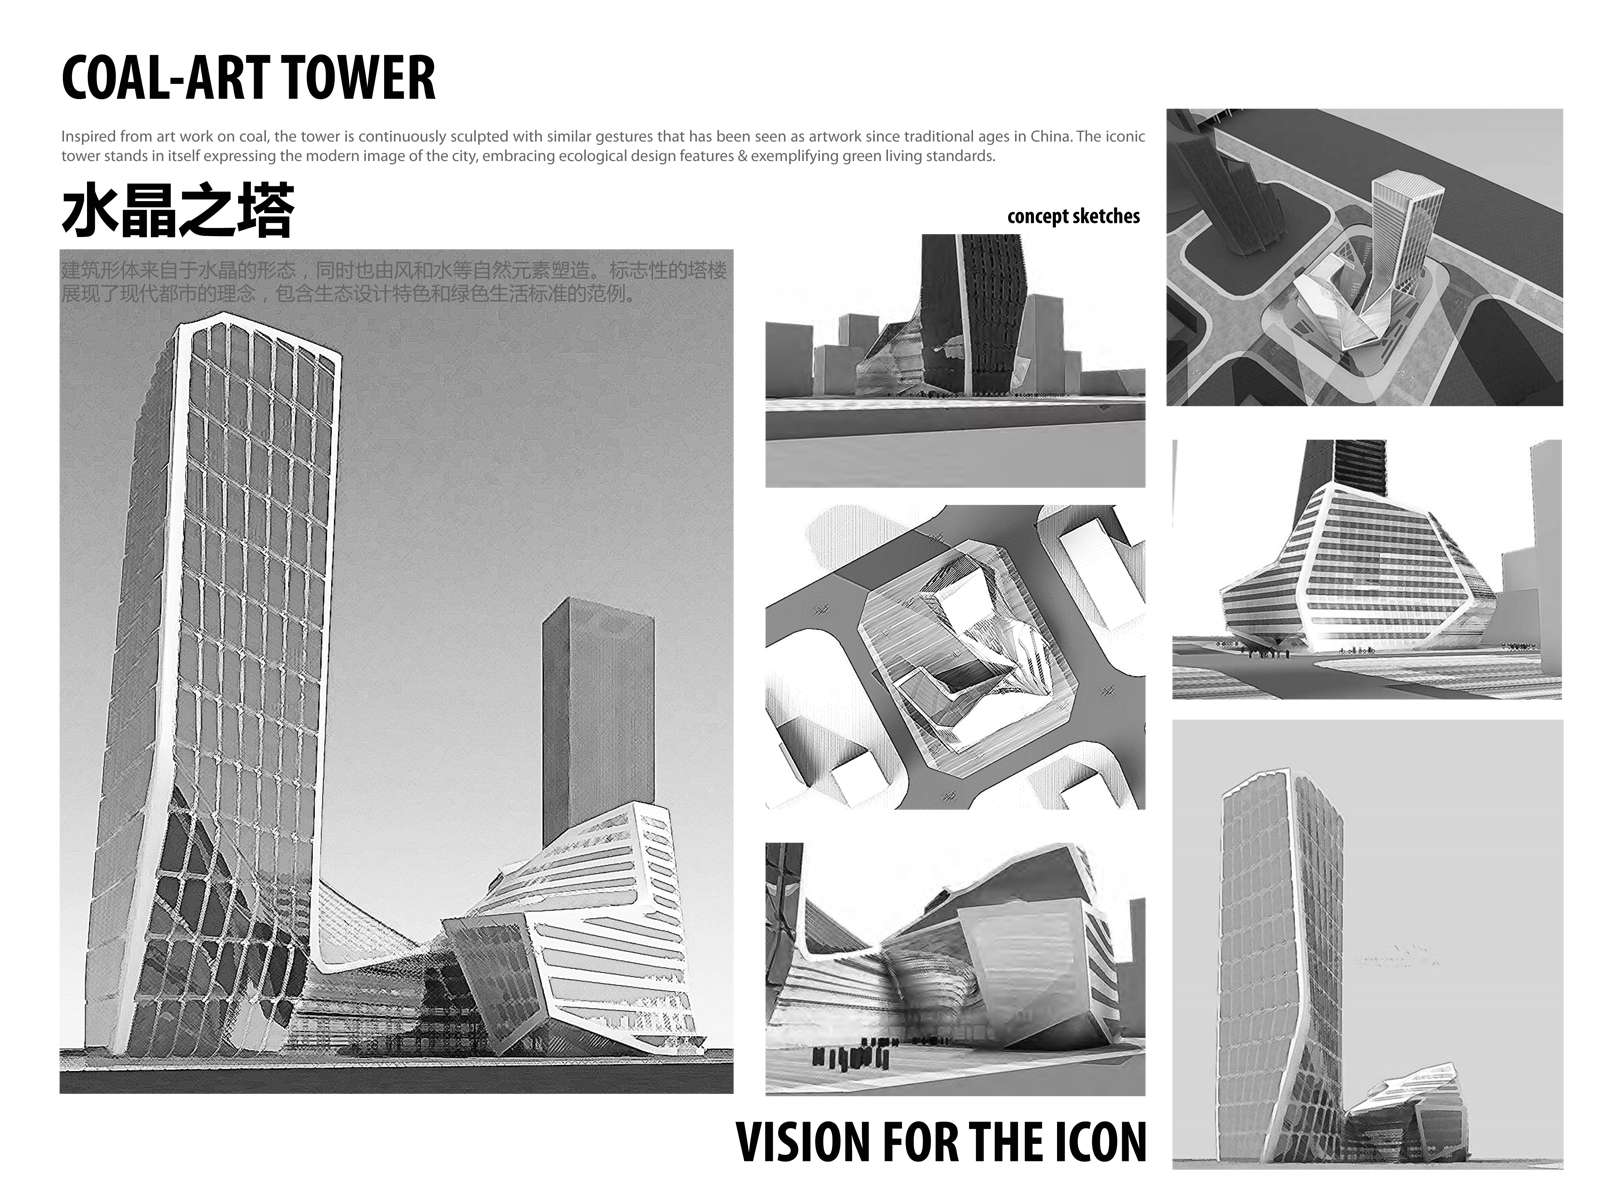 COAL-ART TOWER
Inspired from art work on coal, the tower is continuously sculpted with similar gestures that has been seen as artwork since traditional ages in China. The iconic
tower stands in itself expressing the modern image of the city, embracing ecological design features & exemplifying green living standards.
水晶之塔
建筑形体来自于水晶的形态，同时也由风和水等自然元素塑造。标志性的塔楼
展现了现代都市的理念，包含生态设计特色和绿色生活标准的范例。
concept sketches
VISION FOR THE ICON